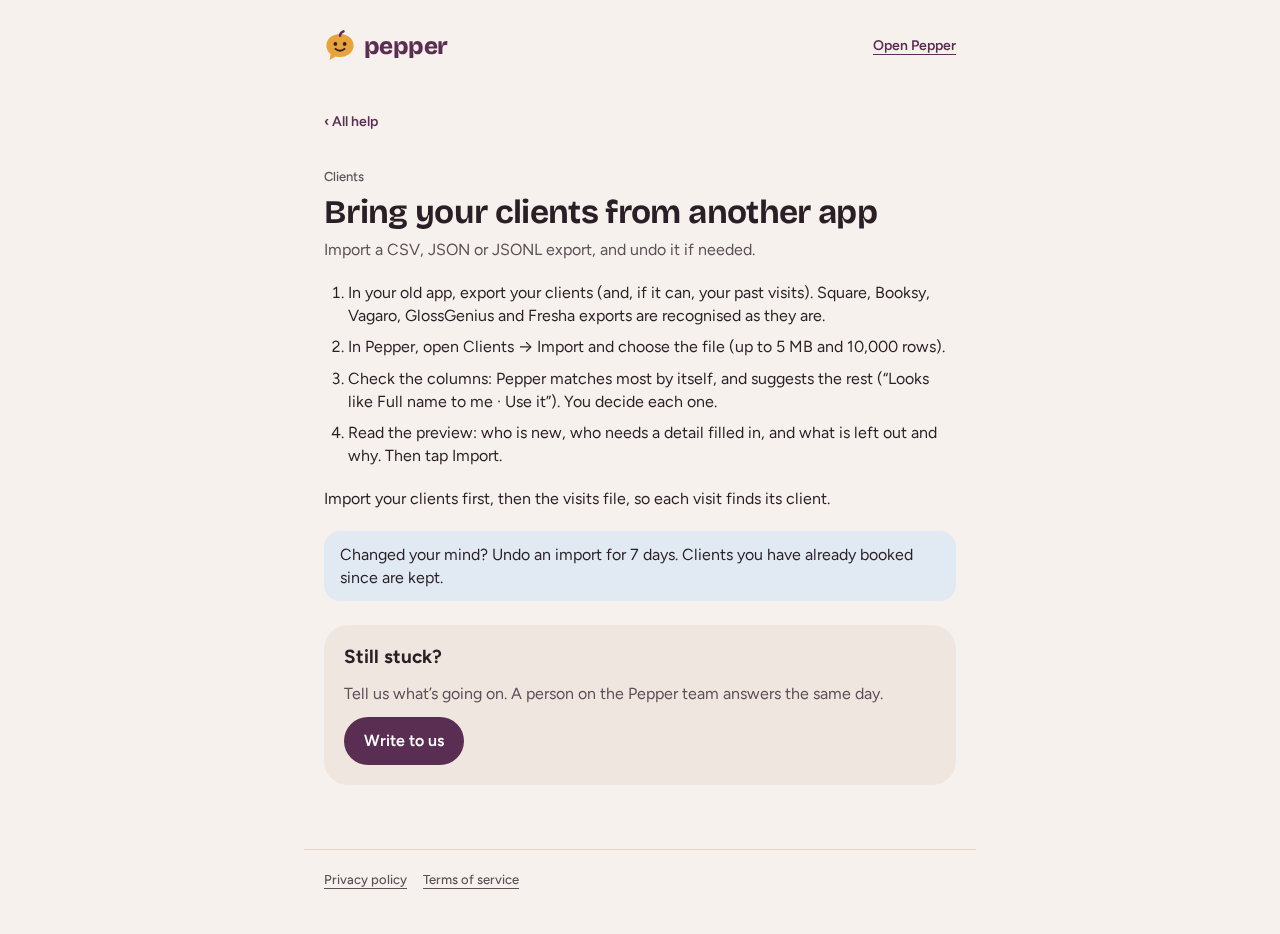 pepper
Open Pepper
‹ All help
Clients
Bring your clients from another app
Import a CSV, JSON or JSONL export, and undo it if needed.
1. In your old app, export your clients (and, if it can, your past visits). Square, Booksy,
Vagaro, GlossGenius and Fresha exports are recognised as they are.
2. In Pepper, open Clients → Import and choose the file (up to 5 MB and 10,000 rows).
3. Check the columns: Pepper matches most by itself, and suggests the rest (“Looks
like Full name to me · Use it”). You decide each one.
4. Read the preview: who is new, who needs a detail filled in, and what is left out and
why. Then tap Import.
Import your clients first, then the visits file, so each visit finds its client.
Changed your mind? Undo an import for 7 days. Clients you have already booked
since are kept.
Still stuck?
Tell us what’s going on. A person on the Pepper team answers the same day.
Write to us
Privacy policy
Terms of service